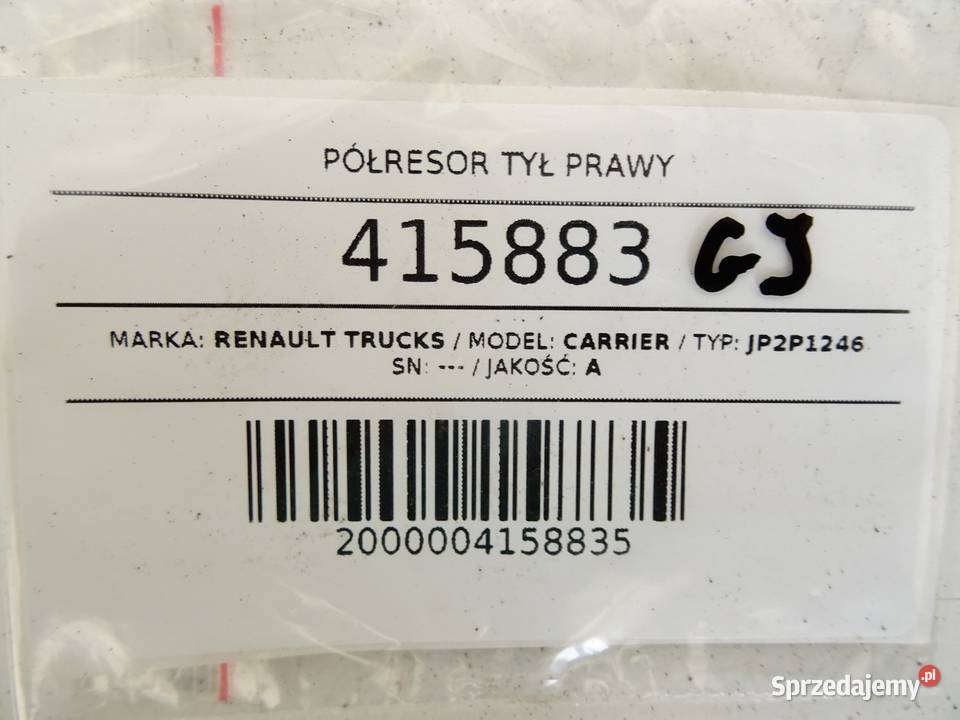 PÓŁRESOR TYŁ PRAWY
415883 GJ
MARKA: RENAULT TRUCKS / MODEL: CARRIER / TYP: JP2P1246
SN: --- / JAKOŚĆ: A
2000004158835
Sprzedajemy.pl